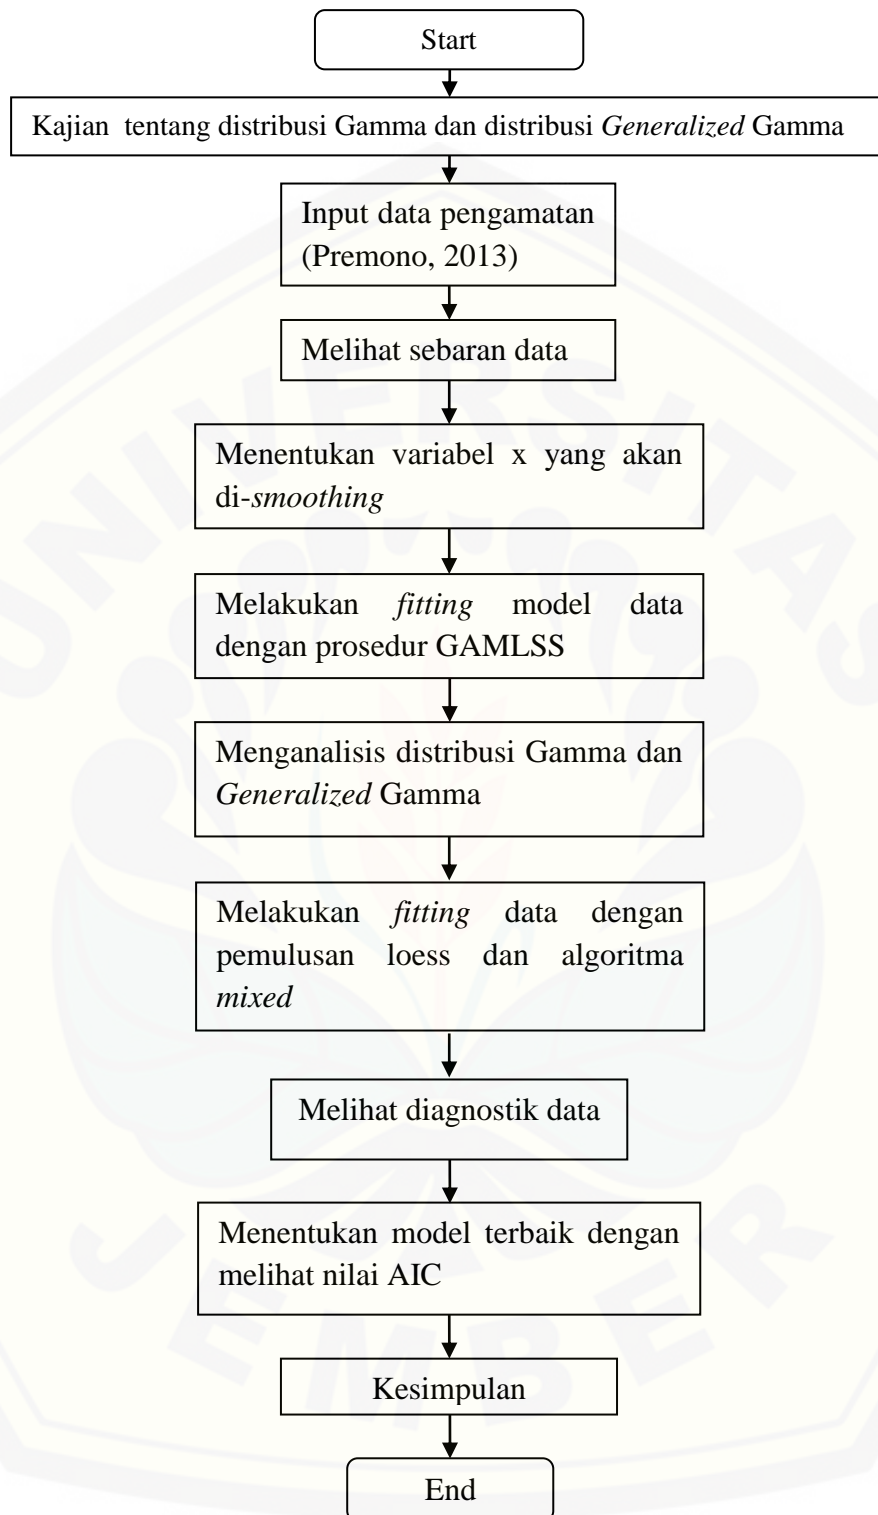 Start
Kajian tentang distribusi Gamma dan distribusi Generalized Gamma
Input data pengamatan
(Premono, 2013)
Melihat sebaran data
Menentukan variabel x yang akan
di-smoothing
Melakukan fitting model data
dengan prosedur GAMLSS
Menganalisis distribusi Gamma dan
Generalized Gamma
Melakukan fitting data dengan
pemulusan loess dan algoritma
mixed
Melihat diagnostik data
Menentukan model terbaik dengan
melihat nilai AIC
Kesimpulan
End
UNIVERSITAS
JEMBER